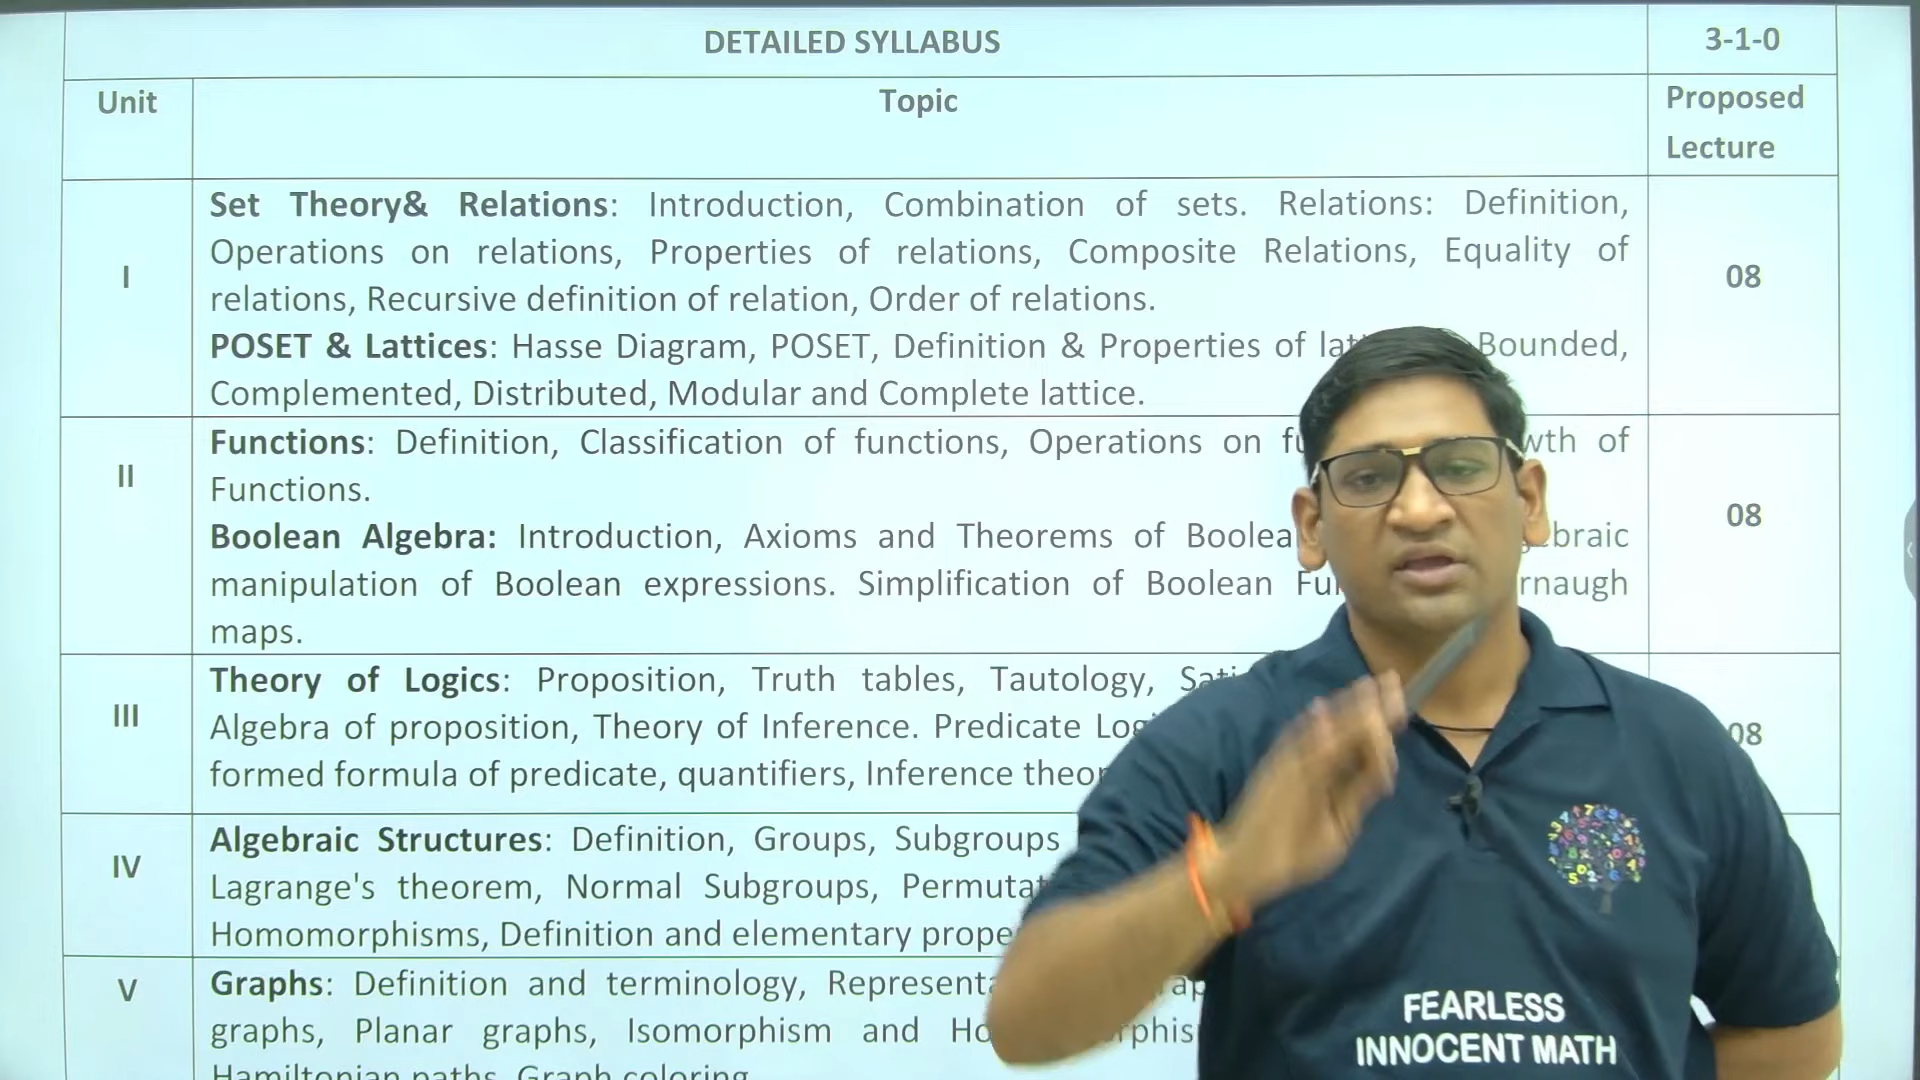 DETAILED SYLLABUS 3-1-0
Unit Topic Proposed
Lecture
Set Theory& Relations: Introduction, Combination of sets. Relations: Definition,
Operations on relations, Properties of relations, Composite Relations, Equality of
I 08
relations, Recursive definition of relation, Order of relations.
POSET & Lattices: Hasse Diagram, POSET, Definition & Properties of Bounded,
Complemented, Distributed, Modular and Complete lattice.
Functions: Definition, Classification of functions, Operations on of
II
Functions.
08
Boolean Algebra: Introduction, Axioms and Theorems of
manipulation of Boolean expressions. Simplification of Boolean
maps.
Theory of Logics: Proposition, Truth tables, Tautology,
III 08
Algebra of proposition, Theory of Inference. Predicate
formed formula of predicate, quantifiers, Inference
Algebraic Structures: Definition, Groups, Subgroups
IV
Lagrange's theorem, Normal Subgroups,
Homomorphisms, Definition and elementary
V
Graphs: Definition and terminology,
graphs, Planar graphs, Isomorphism and
Hamiltonian paths, Graph coloring
FEARLESS
INNOCENT MATH